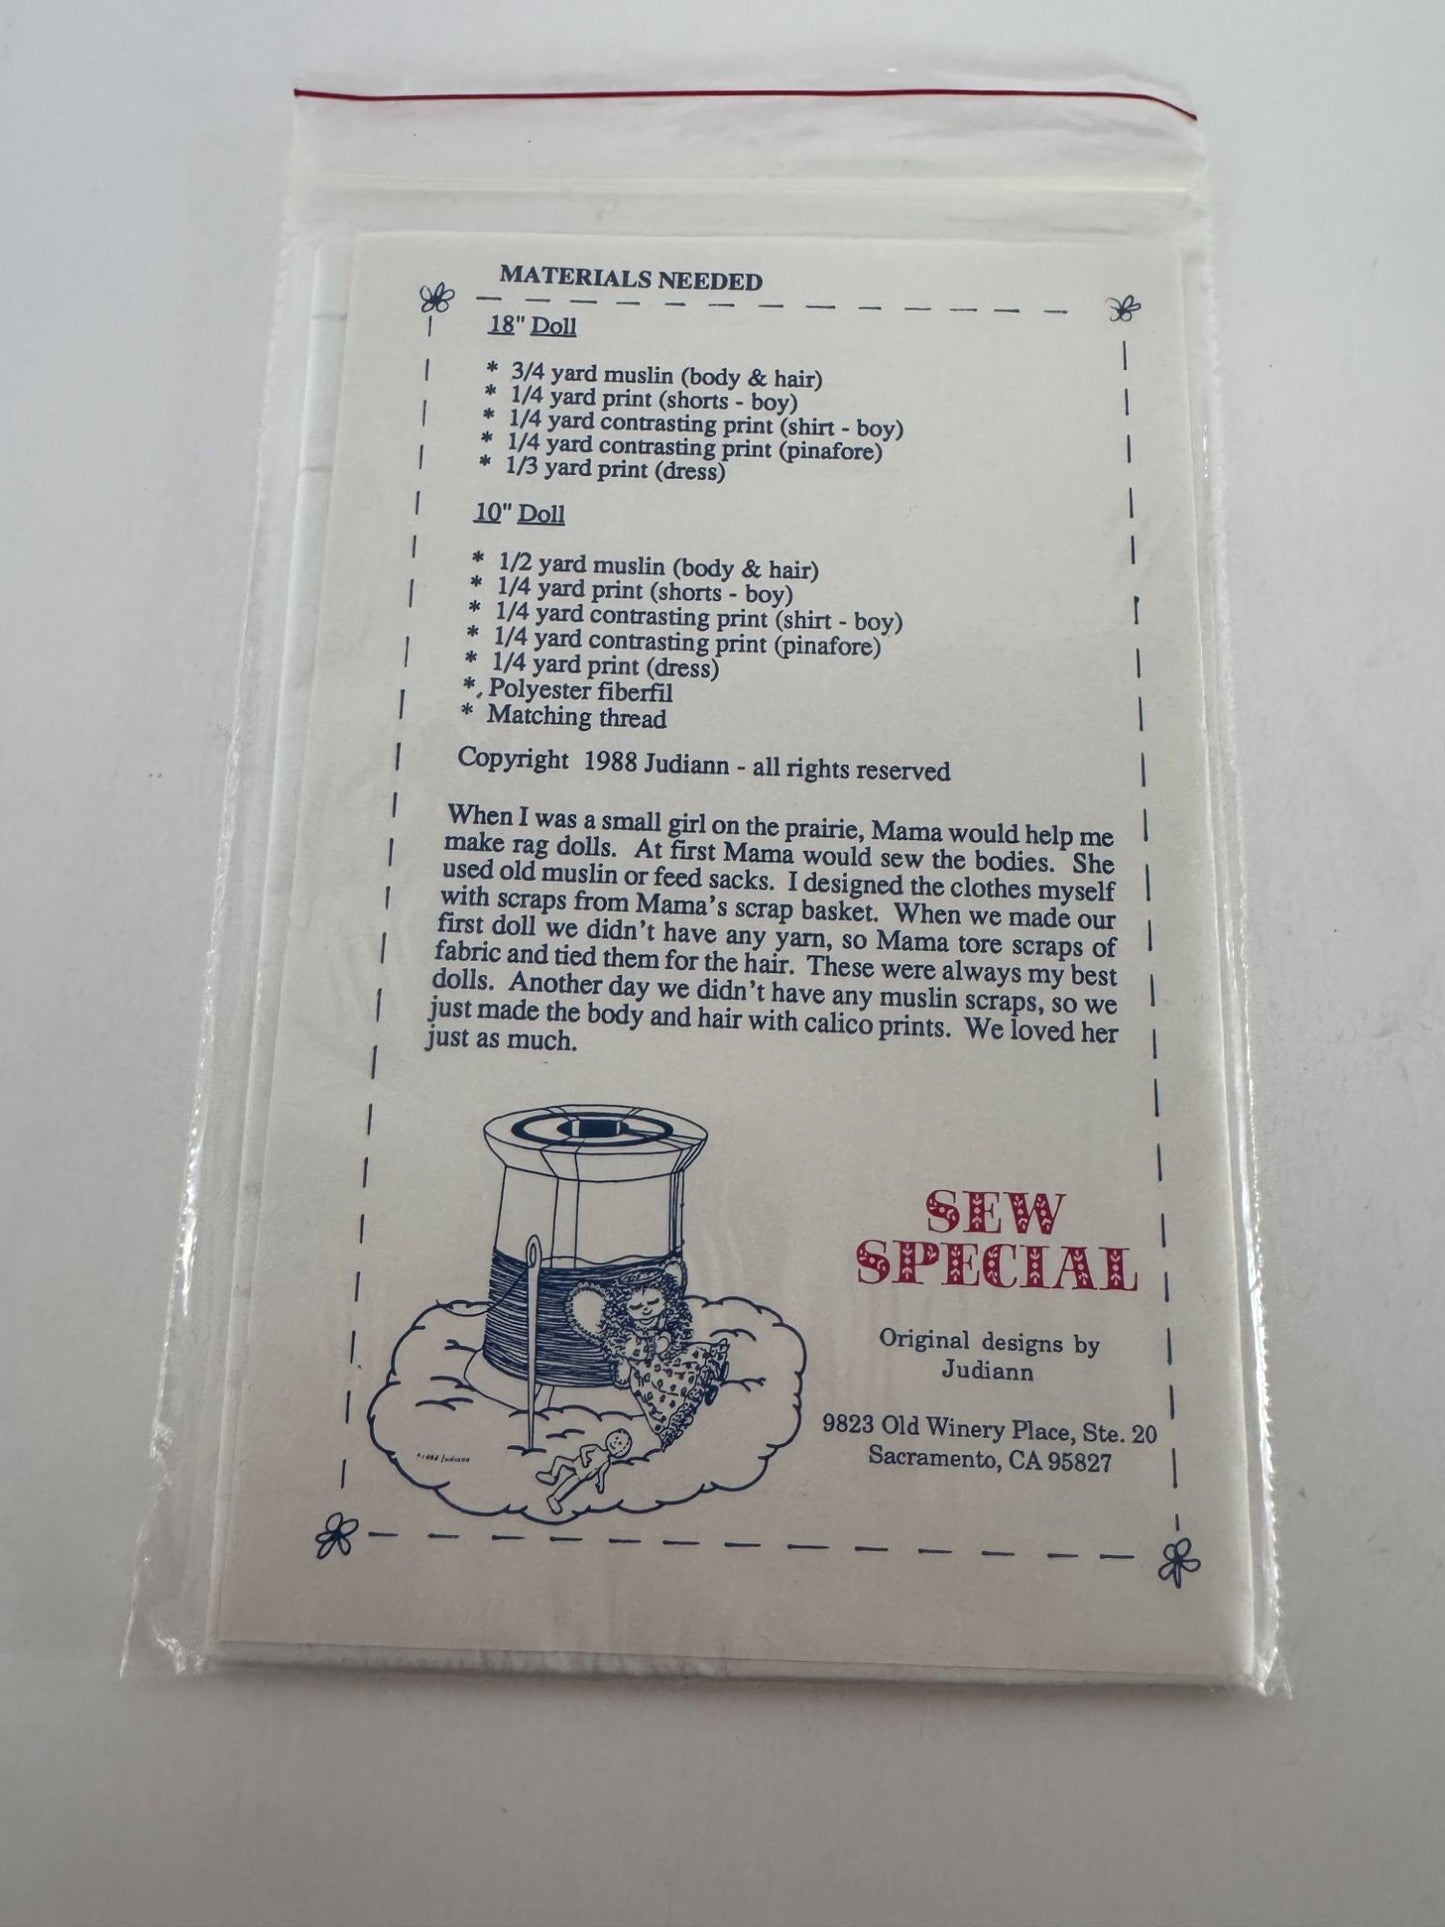 MATERIALS NEEDED
18" Doll
* 3/4 yard muslin (body & hair)
* 1/4 yard print (shorts - boy)
* 1/4 yard contrasting print (shirt - boy)
* 1/4 yard contrasting print (pinafore)
* 1/3 yard print (dress)
10" Doll
* 1/2 yard muslin (body & hair)
* 1/4 yard print (shorts - boy)
* 1/4 yard contrasting print (shirt - boy)
* 1/4 yard contrasting print (pinafore)
* 1/4 yard print (dress)
* Polyester fiberfil
* Matching thread
Copyright 1988 Judiann - all rights reserved
When I was a small girl on the prairie, Mama would help me
make rag dolls. At first Mama would sew the bodies. She
used old muslin or feed sacks. I designed the clothes myself
with scraps from Mama's scrap basket. When we made our
first doll we didn't have any yarn, so Mama tore scraps of
fabric and tied them for the hair. These were always my best
dolls. Another day we didn't have any muslin scraps, so we
just made the body and hair with calico prints. We loved her
just as much.
SEW
SPECIAL
Original designs by
Judiann
9823 Old Winery Place, Ste. 20
Sacramento, CA 95827